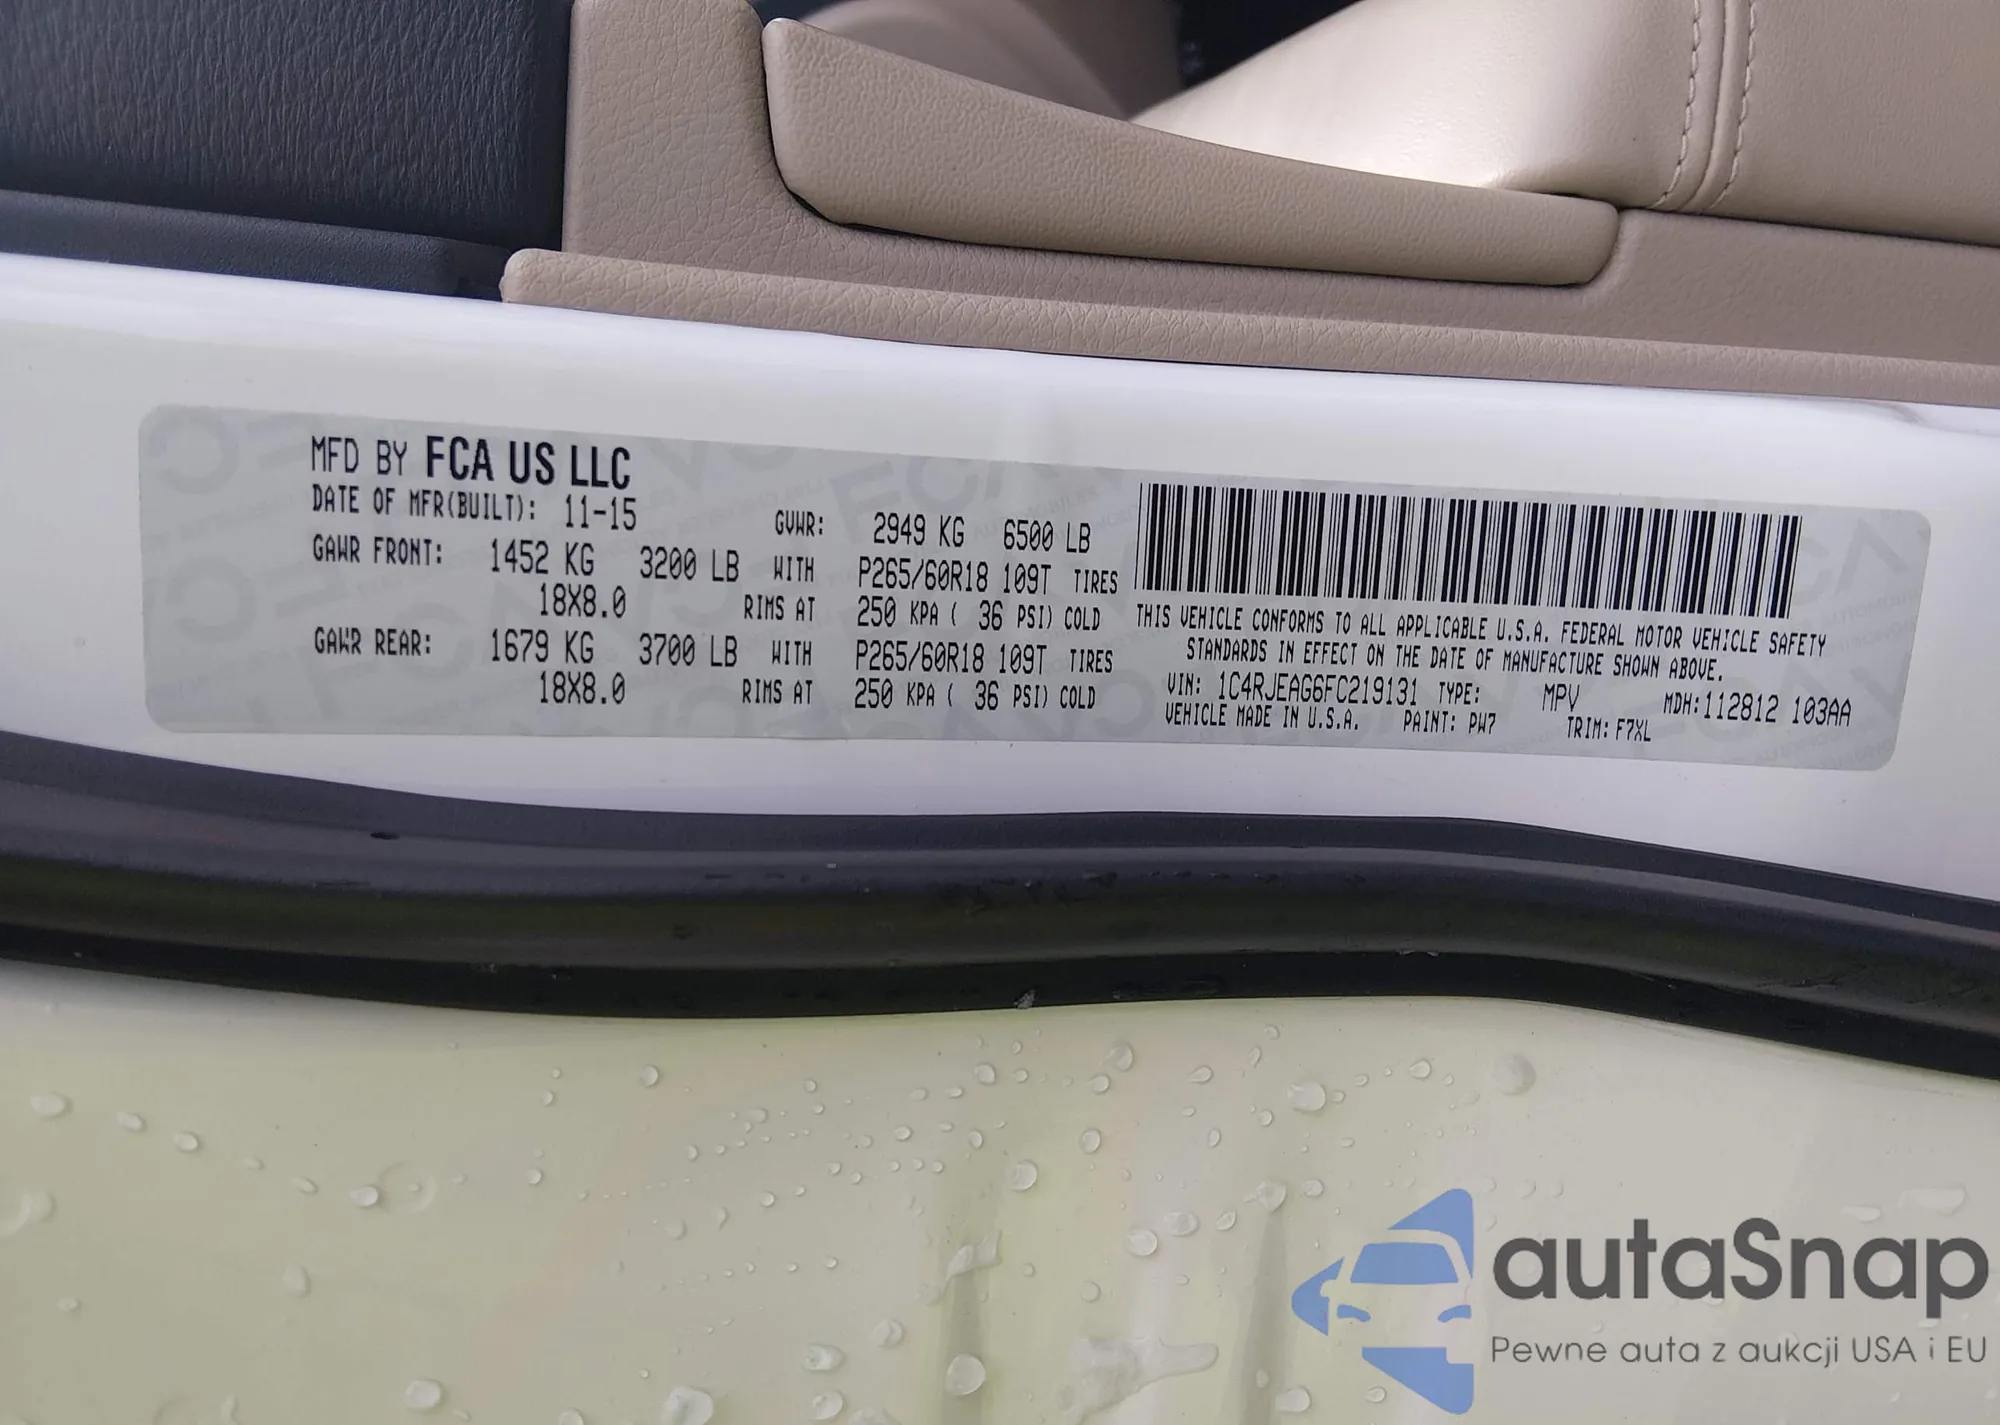 MFD BY FCA US LLC
DATE OF MFR(BUILT): 11-15
GVWR: 2949 KG 6500 LB
GAWR FRONT: 1452 KG 3200 LB WITH P265/60R18 109T TIRES
18X8.0 RIMS AT 250 KPA ( 36 PSI) COLD
GAWR REAR: 1679 KG 3700 LB WITH P265/60R18 109T TIRES
18X8.0 RIMS AT 250 KPA ( 36 PSI) COLD
THIS VEHICLE CONFORMS TO ALL APPLICABLE U.S.A. FEDERAL MOTOR VEHICLE SAFETY
STANDARDS IN EFFECT ON THE DATE OF MANUFACTURE SHOWN ABOVE.
VIN: 1C4RJEAG6FC219131 TYPE: MPV MDH:112812 103AA
VEHICLE MADE IN U.S.A. PAINT: PW7 TRIM: F7XL
autaSnap
Pewne auta z aukcji USA i EU